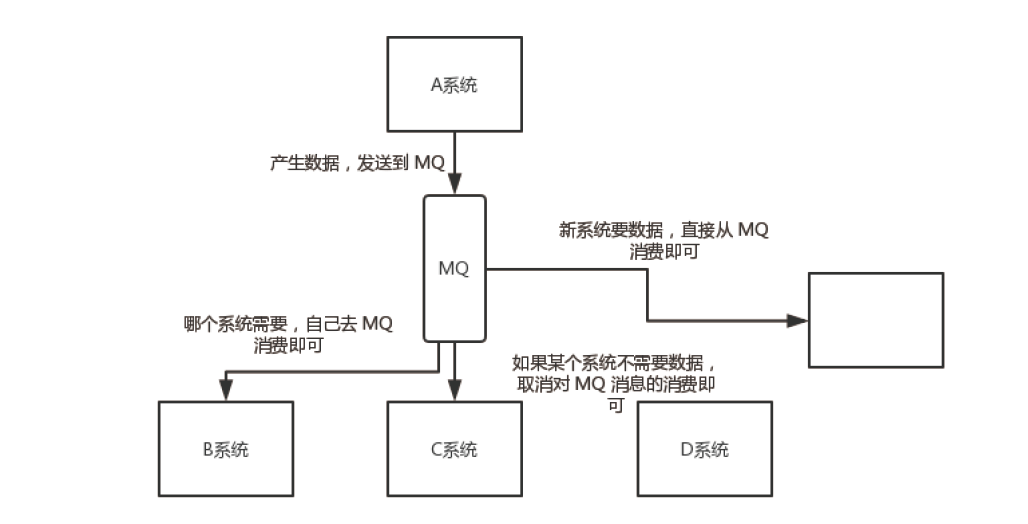 A系统
产生数据，发送到 MQ
MQ
新系统要数据，直接从 MQ
消费即可
哪个系统需要，自己去 MQ
消费即可
如果某个系统不需要数据，
取消对 MQ 消息的消费即
可
B系统
C系统
D系统